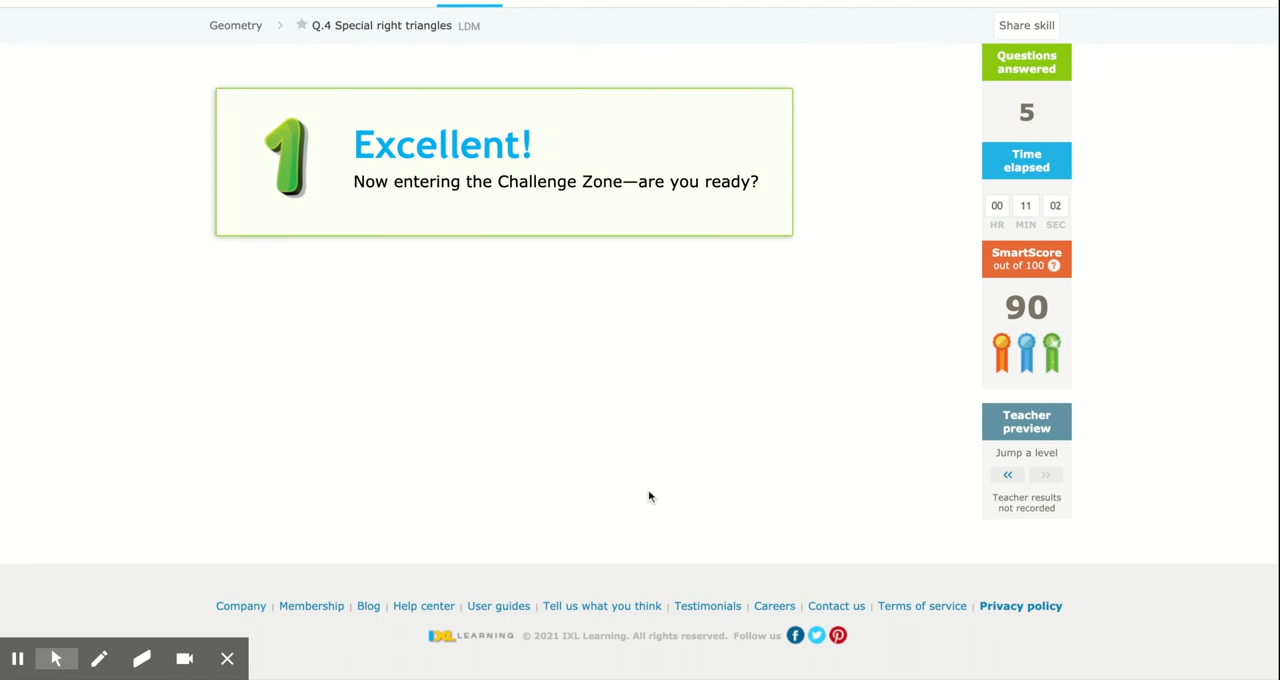 Geometry > Q.4 Special right triangles LDM
Share skill
1
Excellent!
Now entering the Challenge Zone—are you ready?
Questions
answered
5
Time
elapsed
00 11 02
HR MIN SEC
SmartScore
out of 100 ?
90
Teacher
preview
Jump a level
« »
Teacher results
not recorded
Company | Membership | Blog | Help center | User guides | Tell us what you think | Testimonials | Careers | Contact us | Terms of service | Privacy policy
IXL LEARNING © 2021 IXL Learning. All rights reserved. Follow us